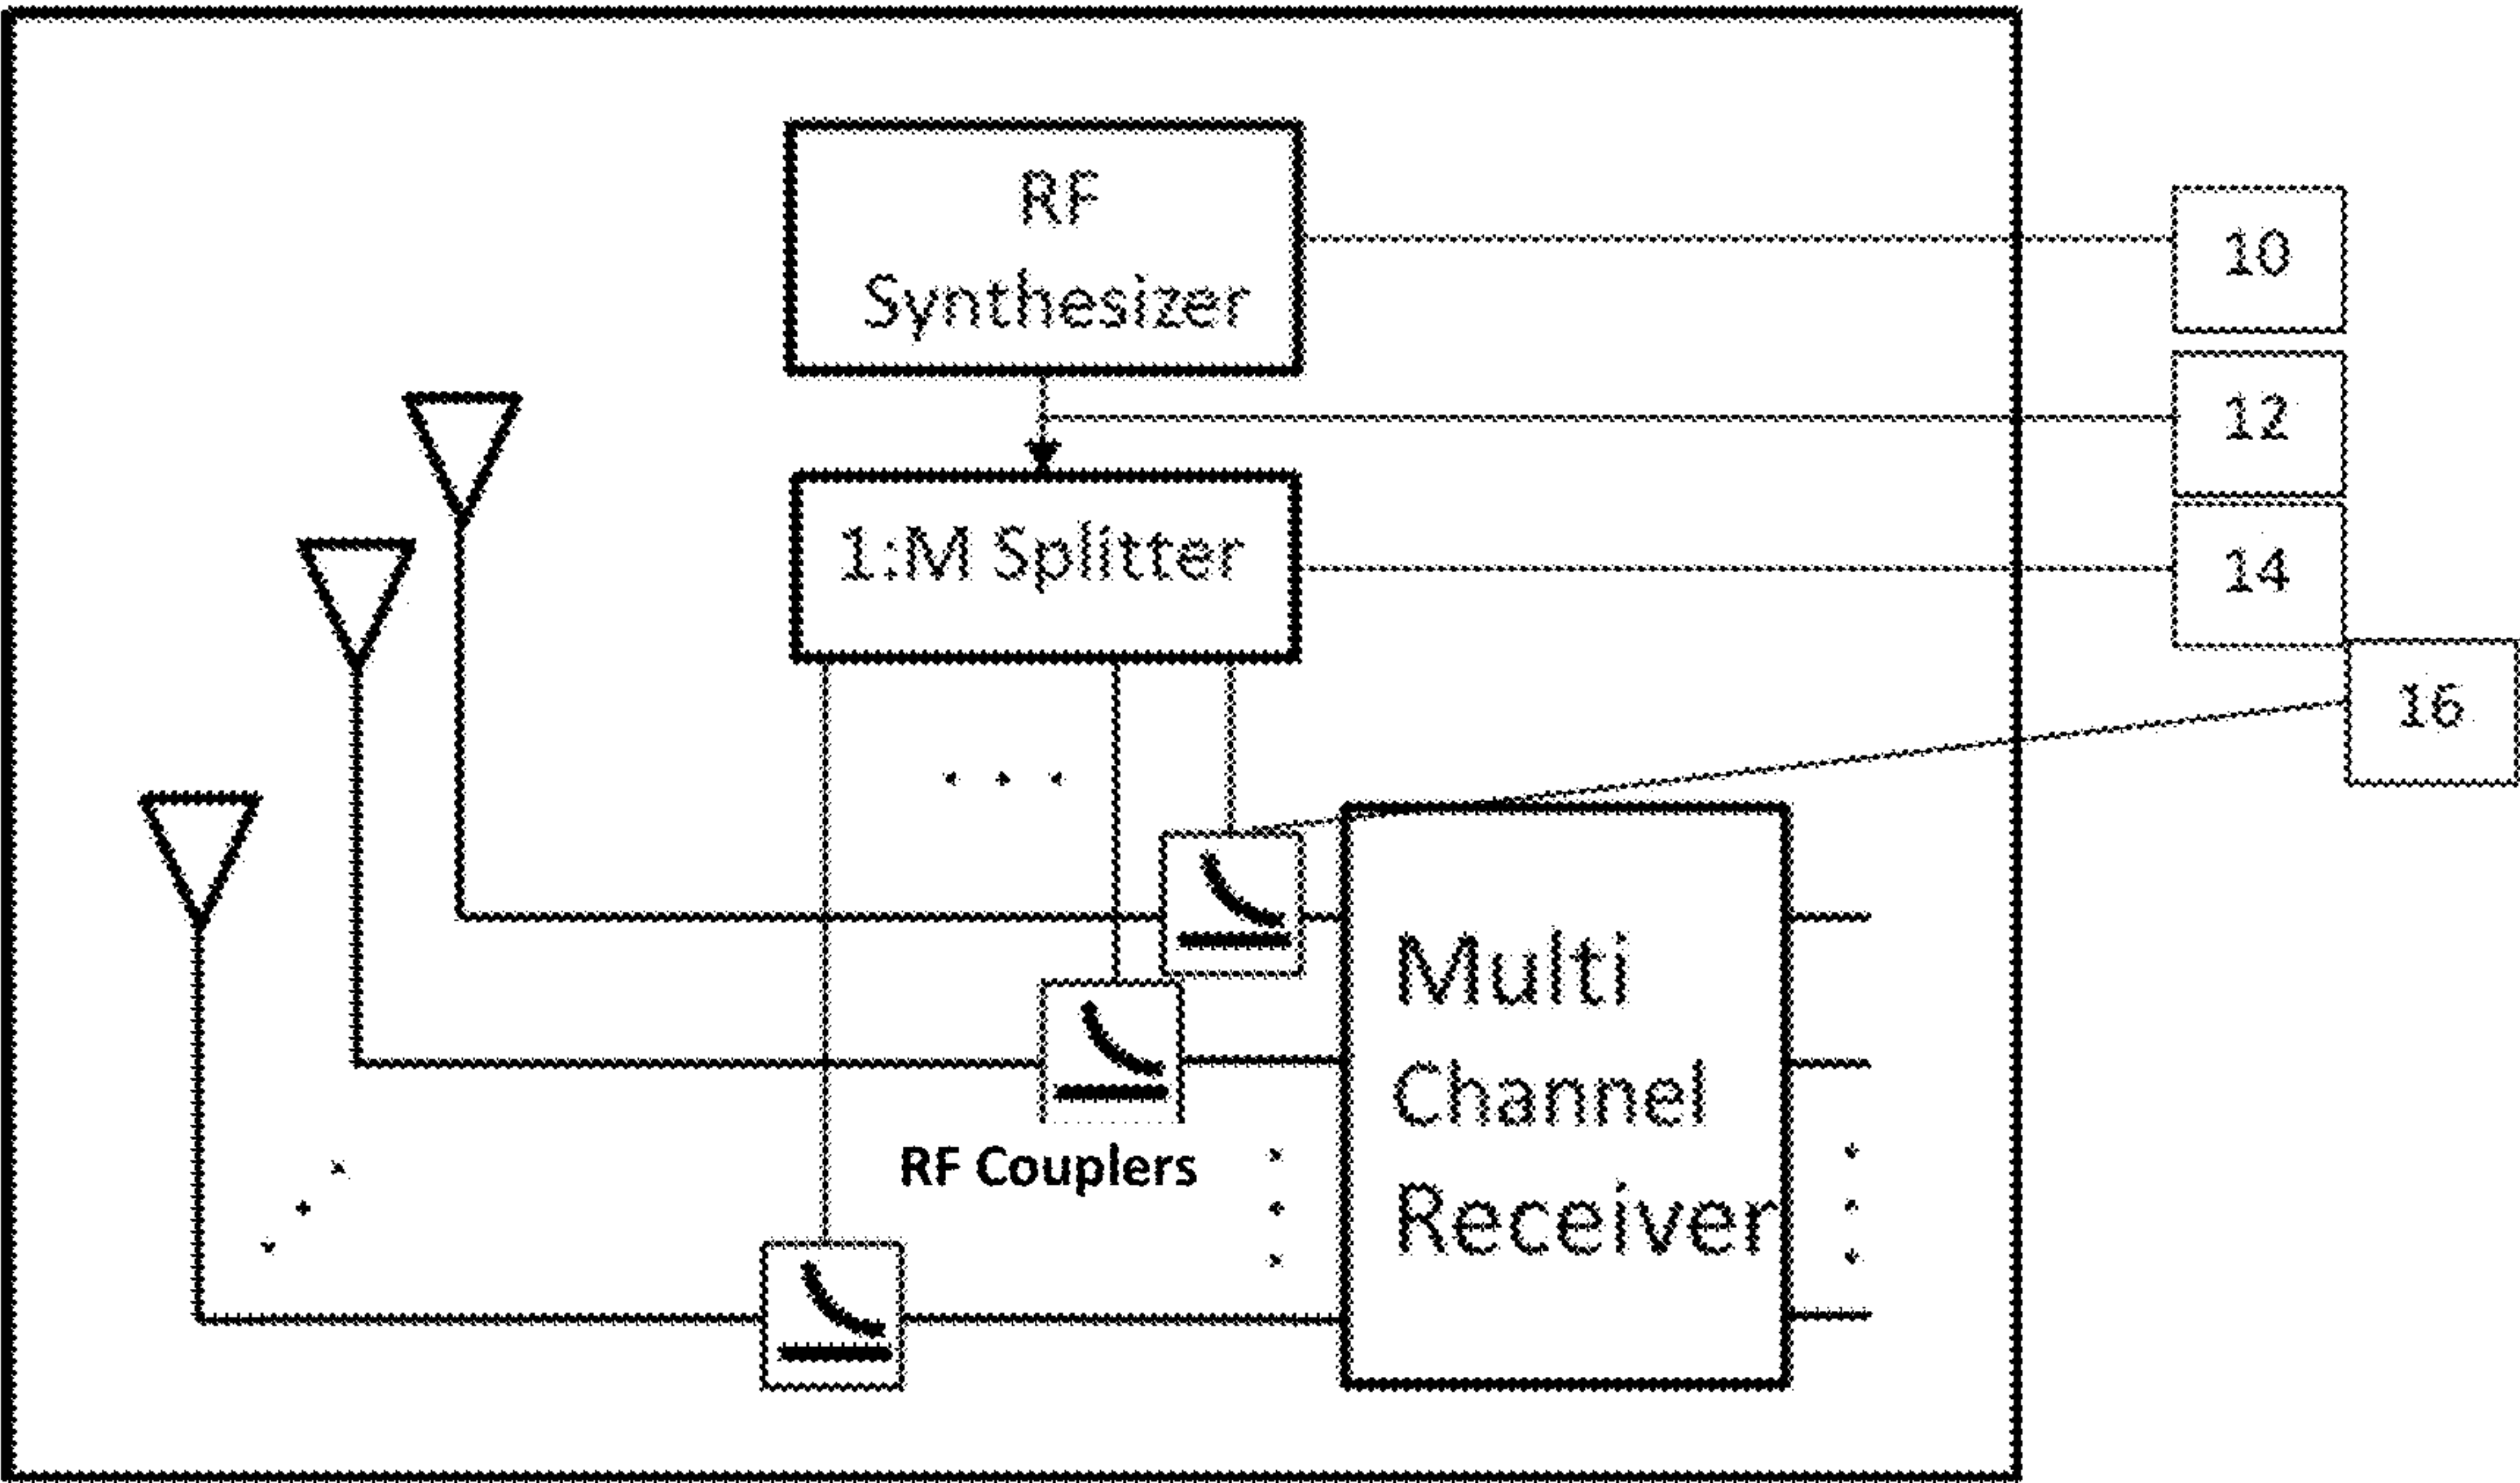 RF
Synthesizer
10
12
1:M Splitter
14
16
Multi
Channel
Receiver
RF Couplers